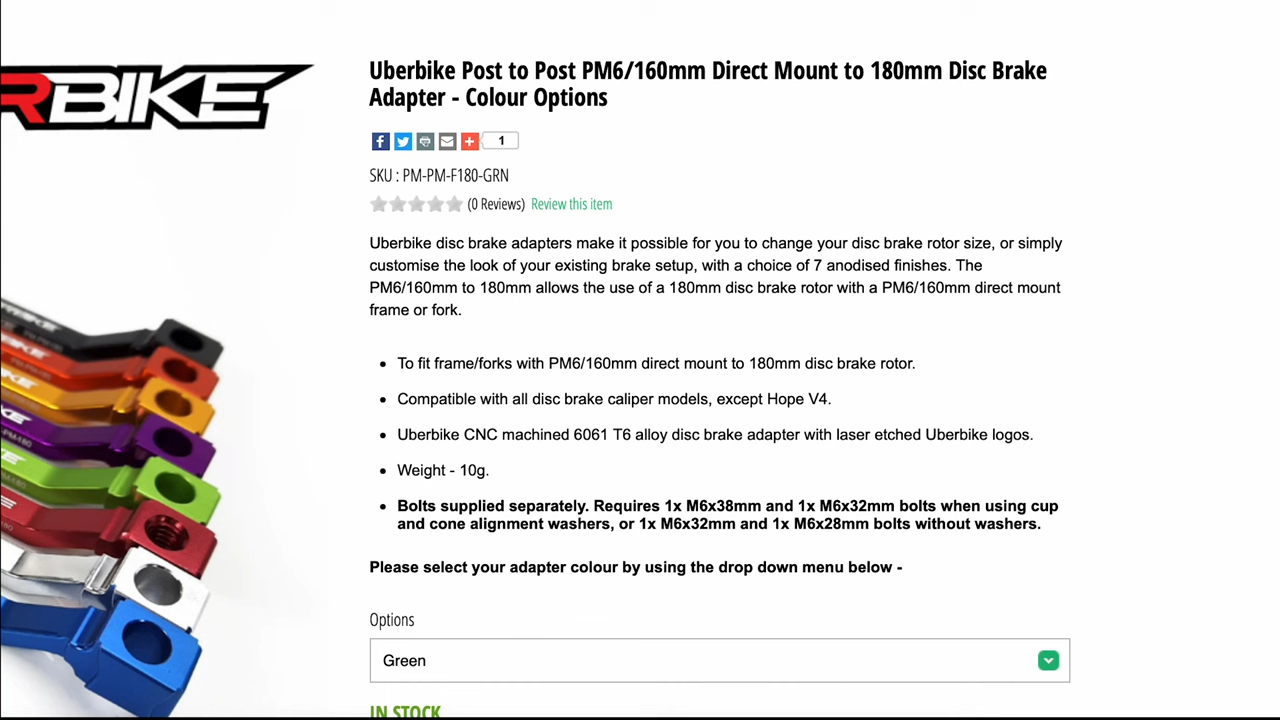 RBIKE
Uberbike Post to Post PM6/160mm Direct Mount to 180mm Disc Brake
Adapter - Colour Options
1
SKU : PM-PM-F180-GRN
(0 Reviews) Review this item
Uberbike disc brake adapters make it possible for you to change your disc brake rotor size, or simply
customise the look of your existing brake setup, with a choice of 7 anodised finishes. The
PM6/160mm to 180mm allows the use of a 180mm disc brake rotor with a PM6/160mm direct mount
frame or fork.
• To fit frame/forks with PM6/160mm direct mount to 180mm disc brake rotor.
• Compatible with all disc brake caliper models, except Hope V4.
• Uberbike CNC machined 6061 T6 alloy disc brake adapter with laser etched Uberbike logos.
• Weight - 10g.
• Bolts supplied separately. Requires 1x M6x38mm and 1x M6x32mm bolts when using cup
and cone alignment washers, or 1x M6x32mm and 1x M6x28mm bolts without washers.
Please select your adapter colour by using the drop down menu below -
Options
Green
IN STOCK